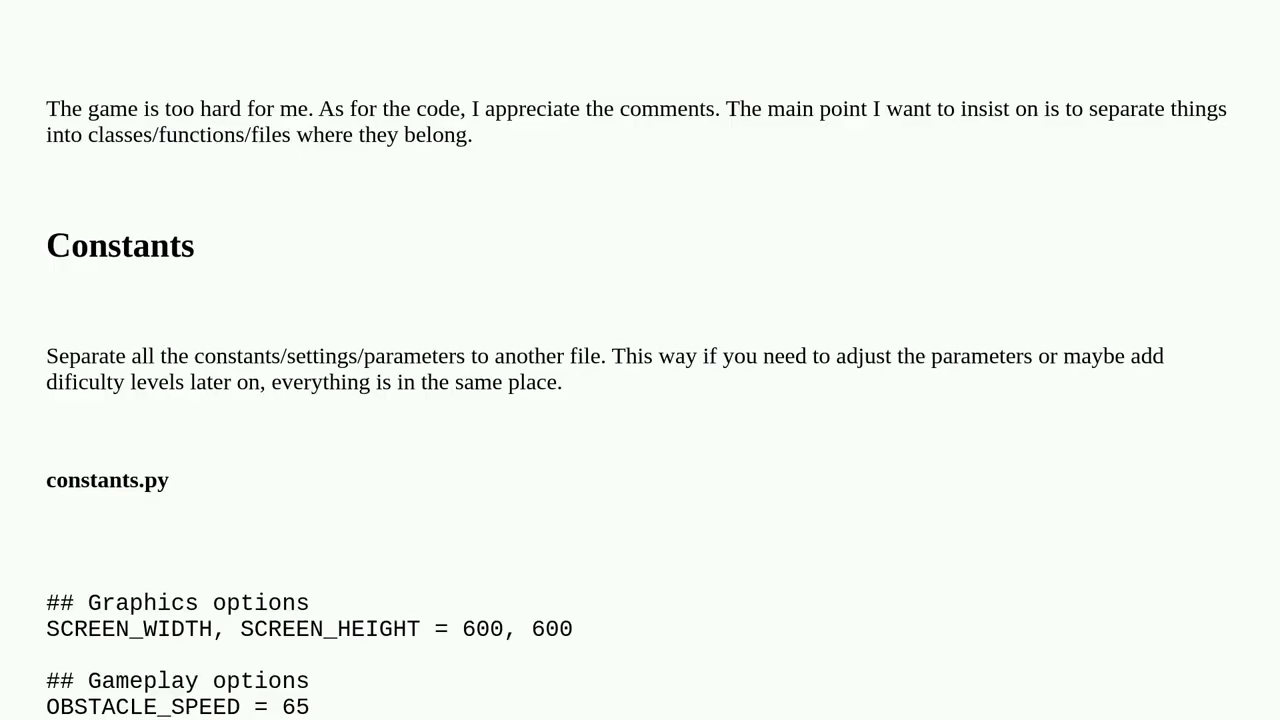 The game is too hard for me. As for the code, I appreciate the comments. The main point I want to insist on is to separate things
into classes/functions/files where they belong.
Constants
Separate all the constants/settings/parameters to another file. This way if you need to adjust the parameters or maybe add
dificulty levels later on, everything is in the same place.
constants.py
## Graphics options
SCREEN_WIDTH, SCREEN_HEIGHT = 600, 600
## Gameplay options
OBSTACLE_SPEED = 65